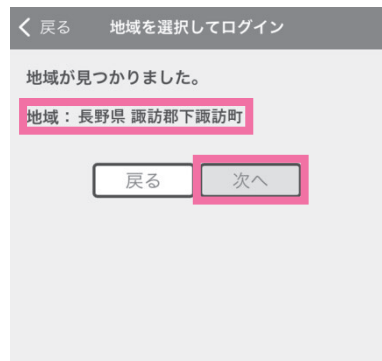 戻る 地域を選択してログイン
地域が見つかりました。
地域： 長野県 諏訪郡下諏訪町
戻る 次へ